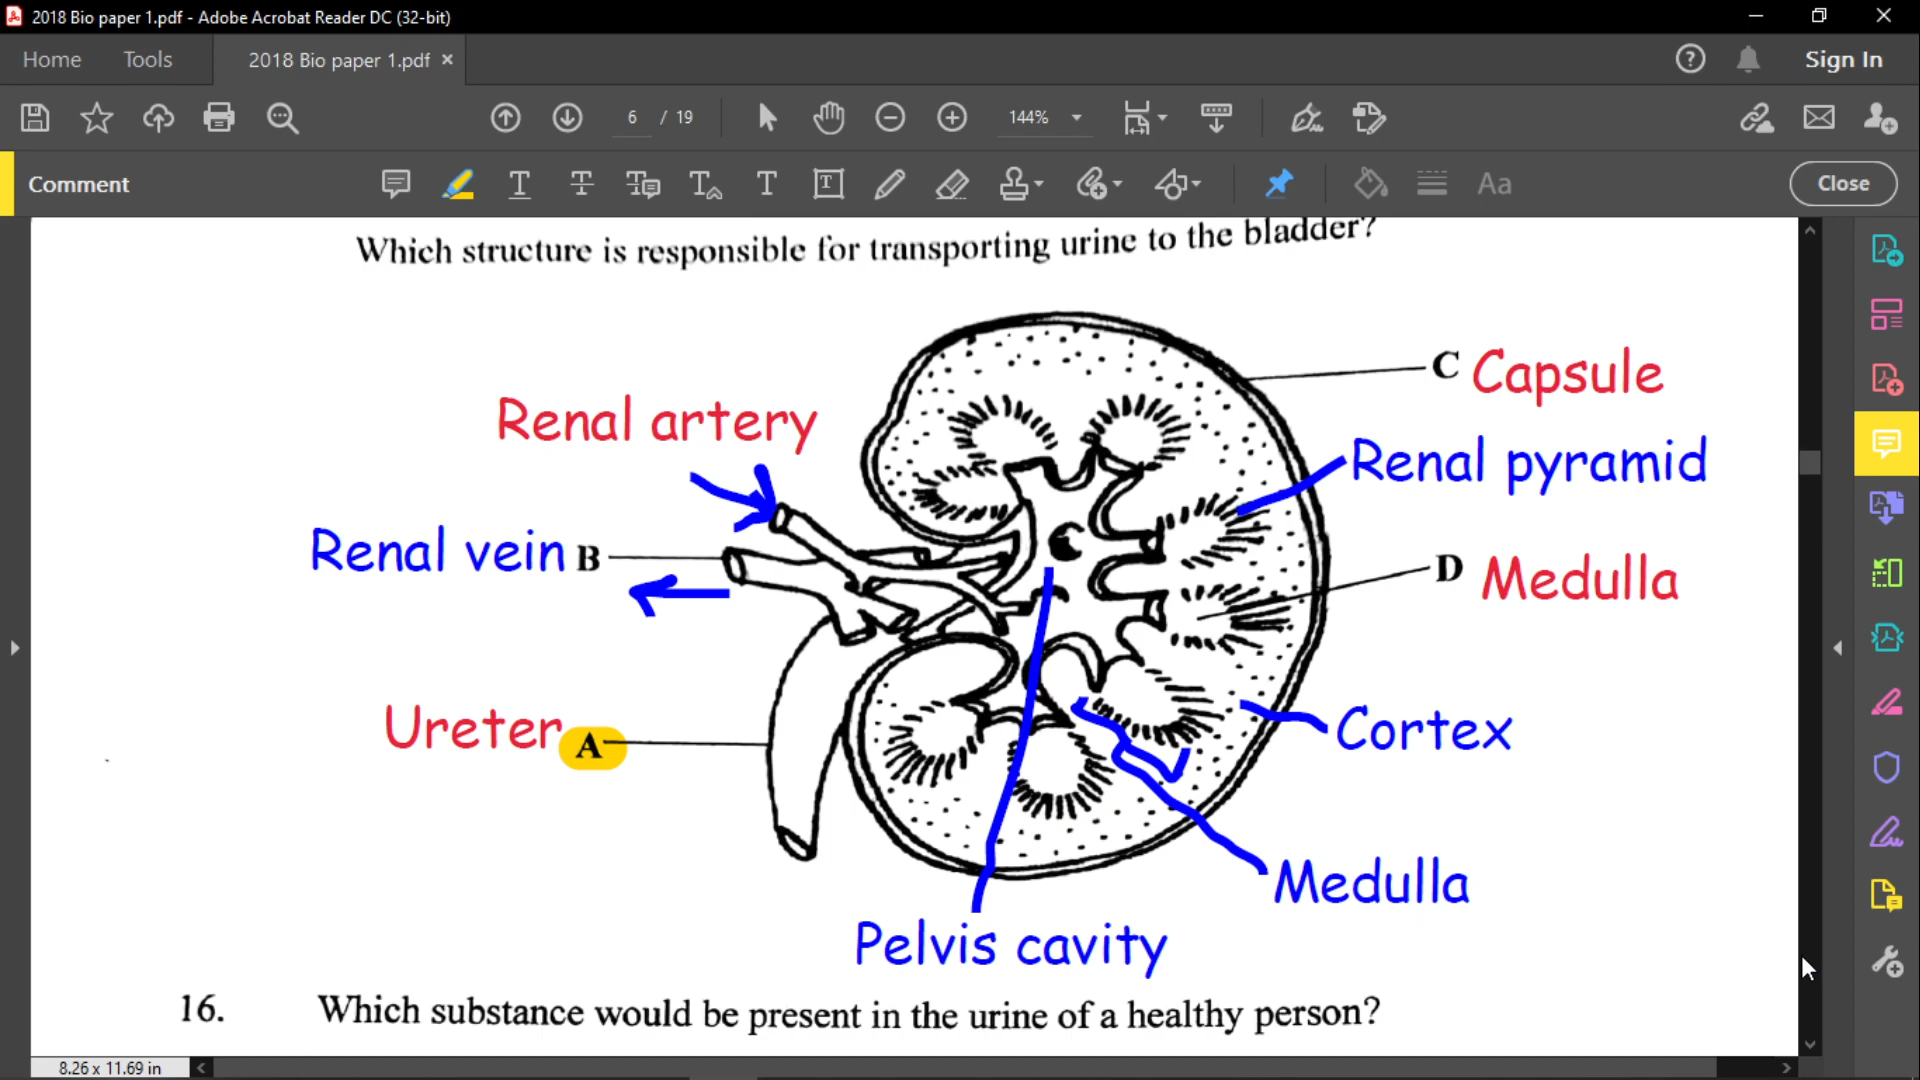 2018 Bio paper 1.pdf - Adobe Acrobat Reader DC (32-bit)
Home Tools 2018 Bio paper 1.pdf × Sign In
6 / 19 144%
Comment Aa Close
Which structure is responsible for transporting urine to the bladder?
C Capsule
Renal artery
Renal pyramid
Renal vein B
D Medulla
Ureter A
Cortex
Medulla
Pelvis cavity
16. Which substance would be present in the urine of a healthy person?
8.26 x 11.69 in